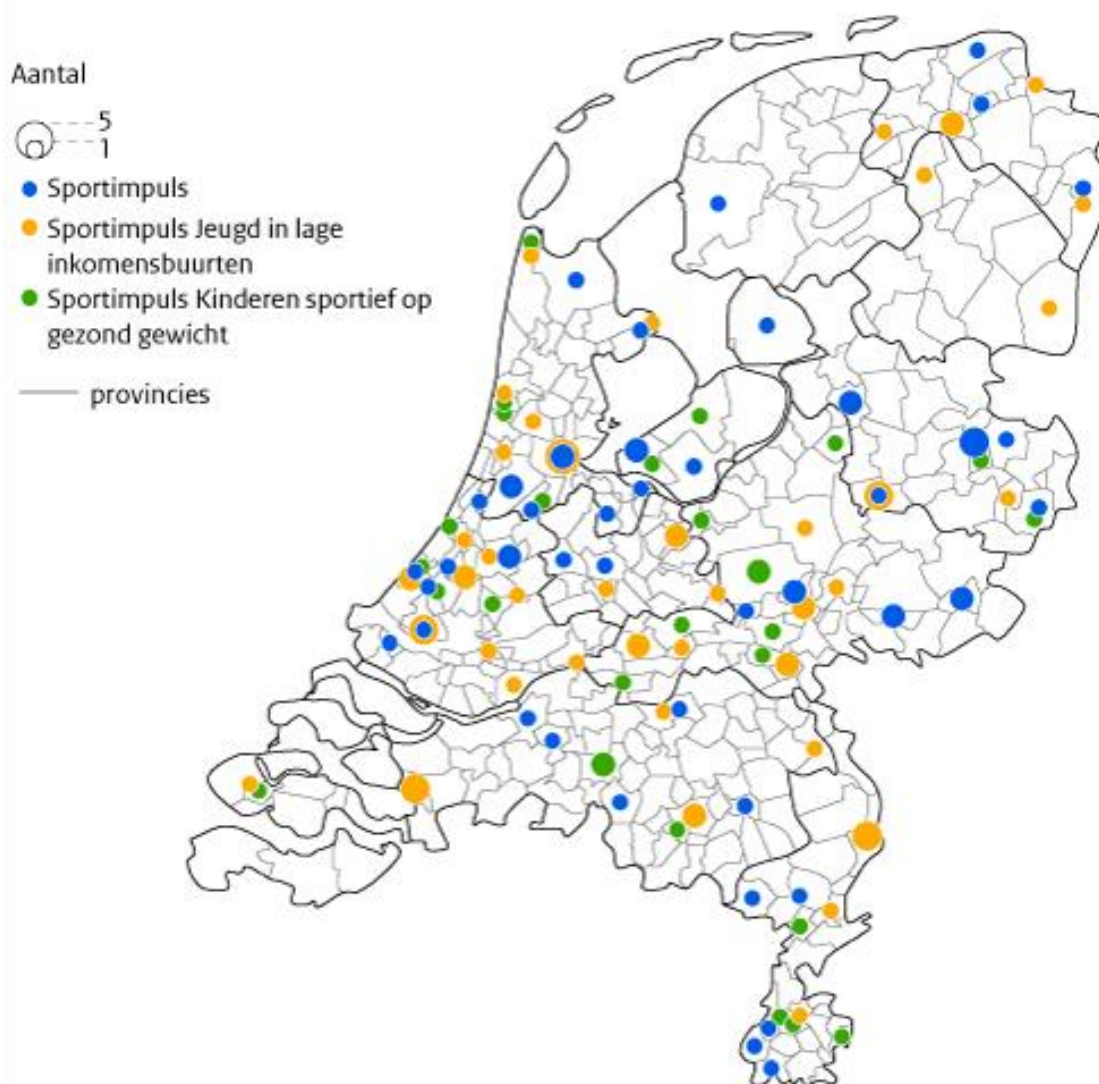 Aantal
5
1
Sportimpuls
Sportimpuls Jeugd in lage
inkomensbuurten
Sportimpuls Kinderen sportief op
gezond gewicht
provincies